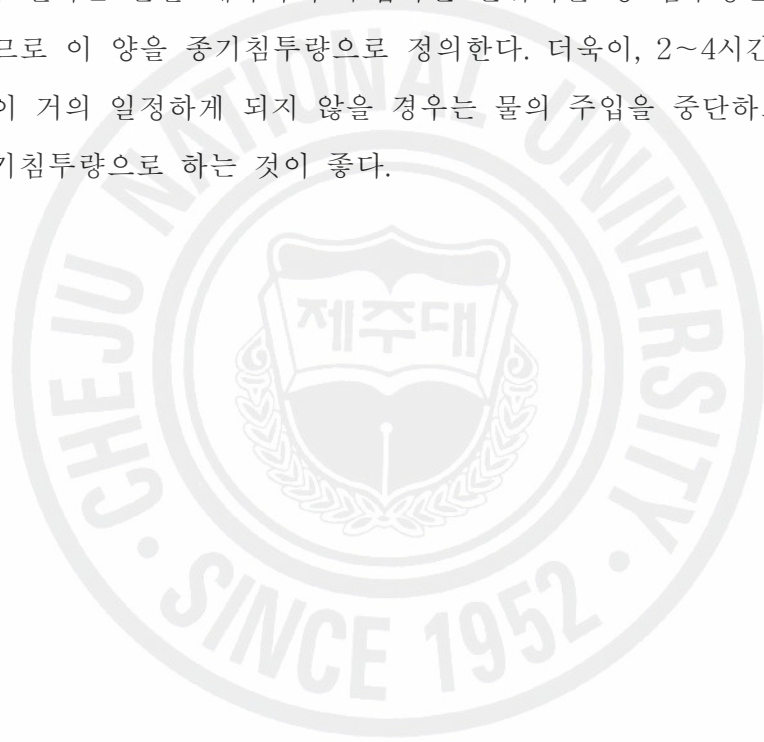 므로 이 양을 종기침투량으로 정의한다. 더욱이, 2~4시간
이 거의 일정하게 되지 않을 경우는 물의 주입을 중단하
기침투량으로 하는 것이 좋다.
CHEJU NATIONAL UNIVERSITY
제주대
· SINCE 1952 ·